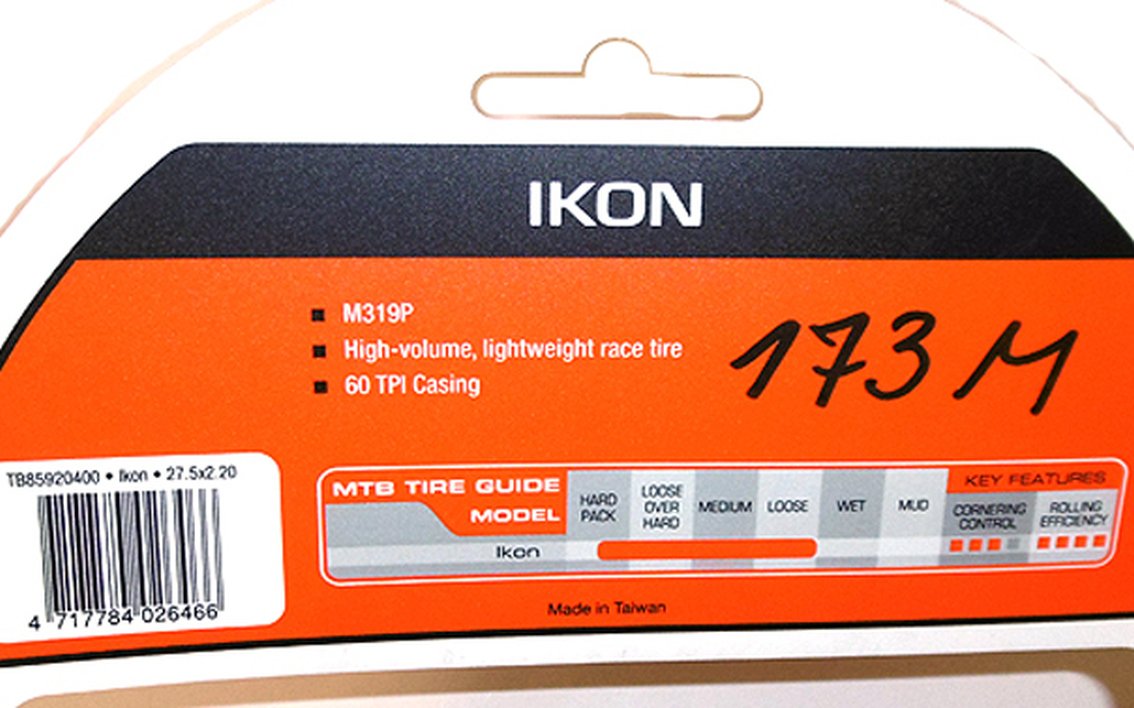 IKON
M319P
High-volume, lightweight race tire
60 TPI Casing
173 M
TB85920400 • Ikon • 27.5x2.20
4 717784 026466
MTB TIRE GUIDE
MODEL
HARD PACK
LOOSE OVER HARD
MEDIUM
LOOSE
WET
MUD
KEY FEATURES
CORNERING CONTROL
ROLLING EFFICIENCY
Ikon
Made in Taiwan